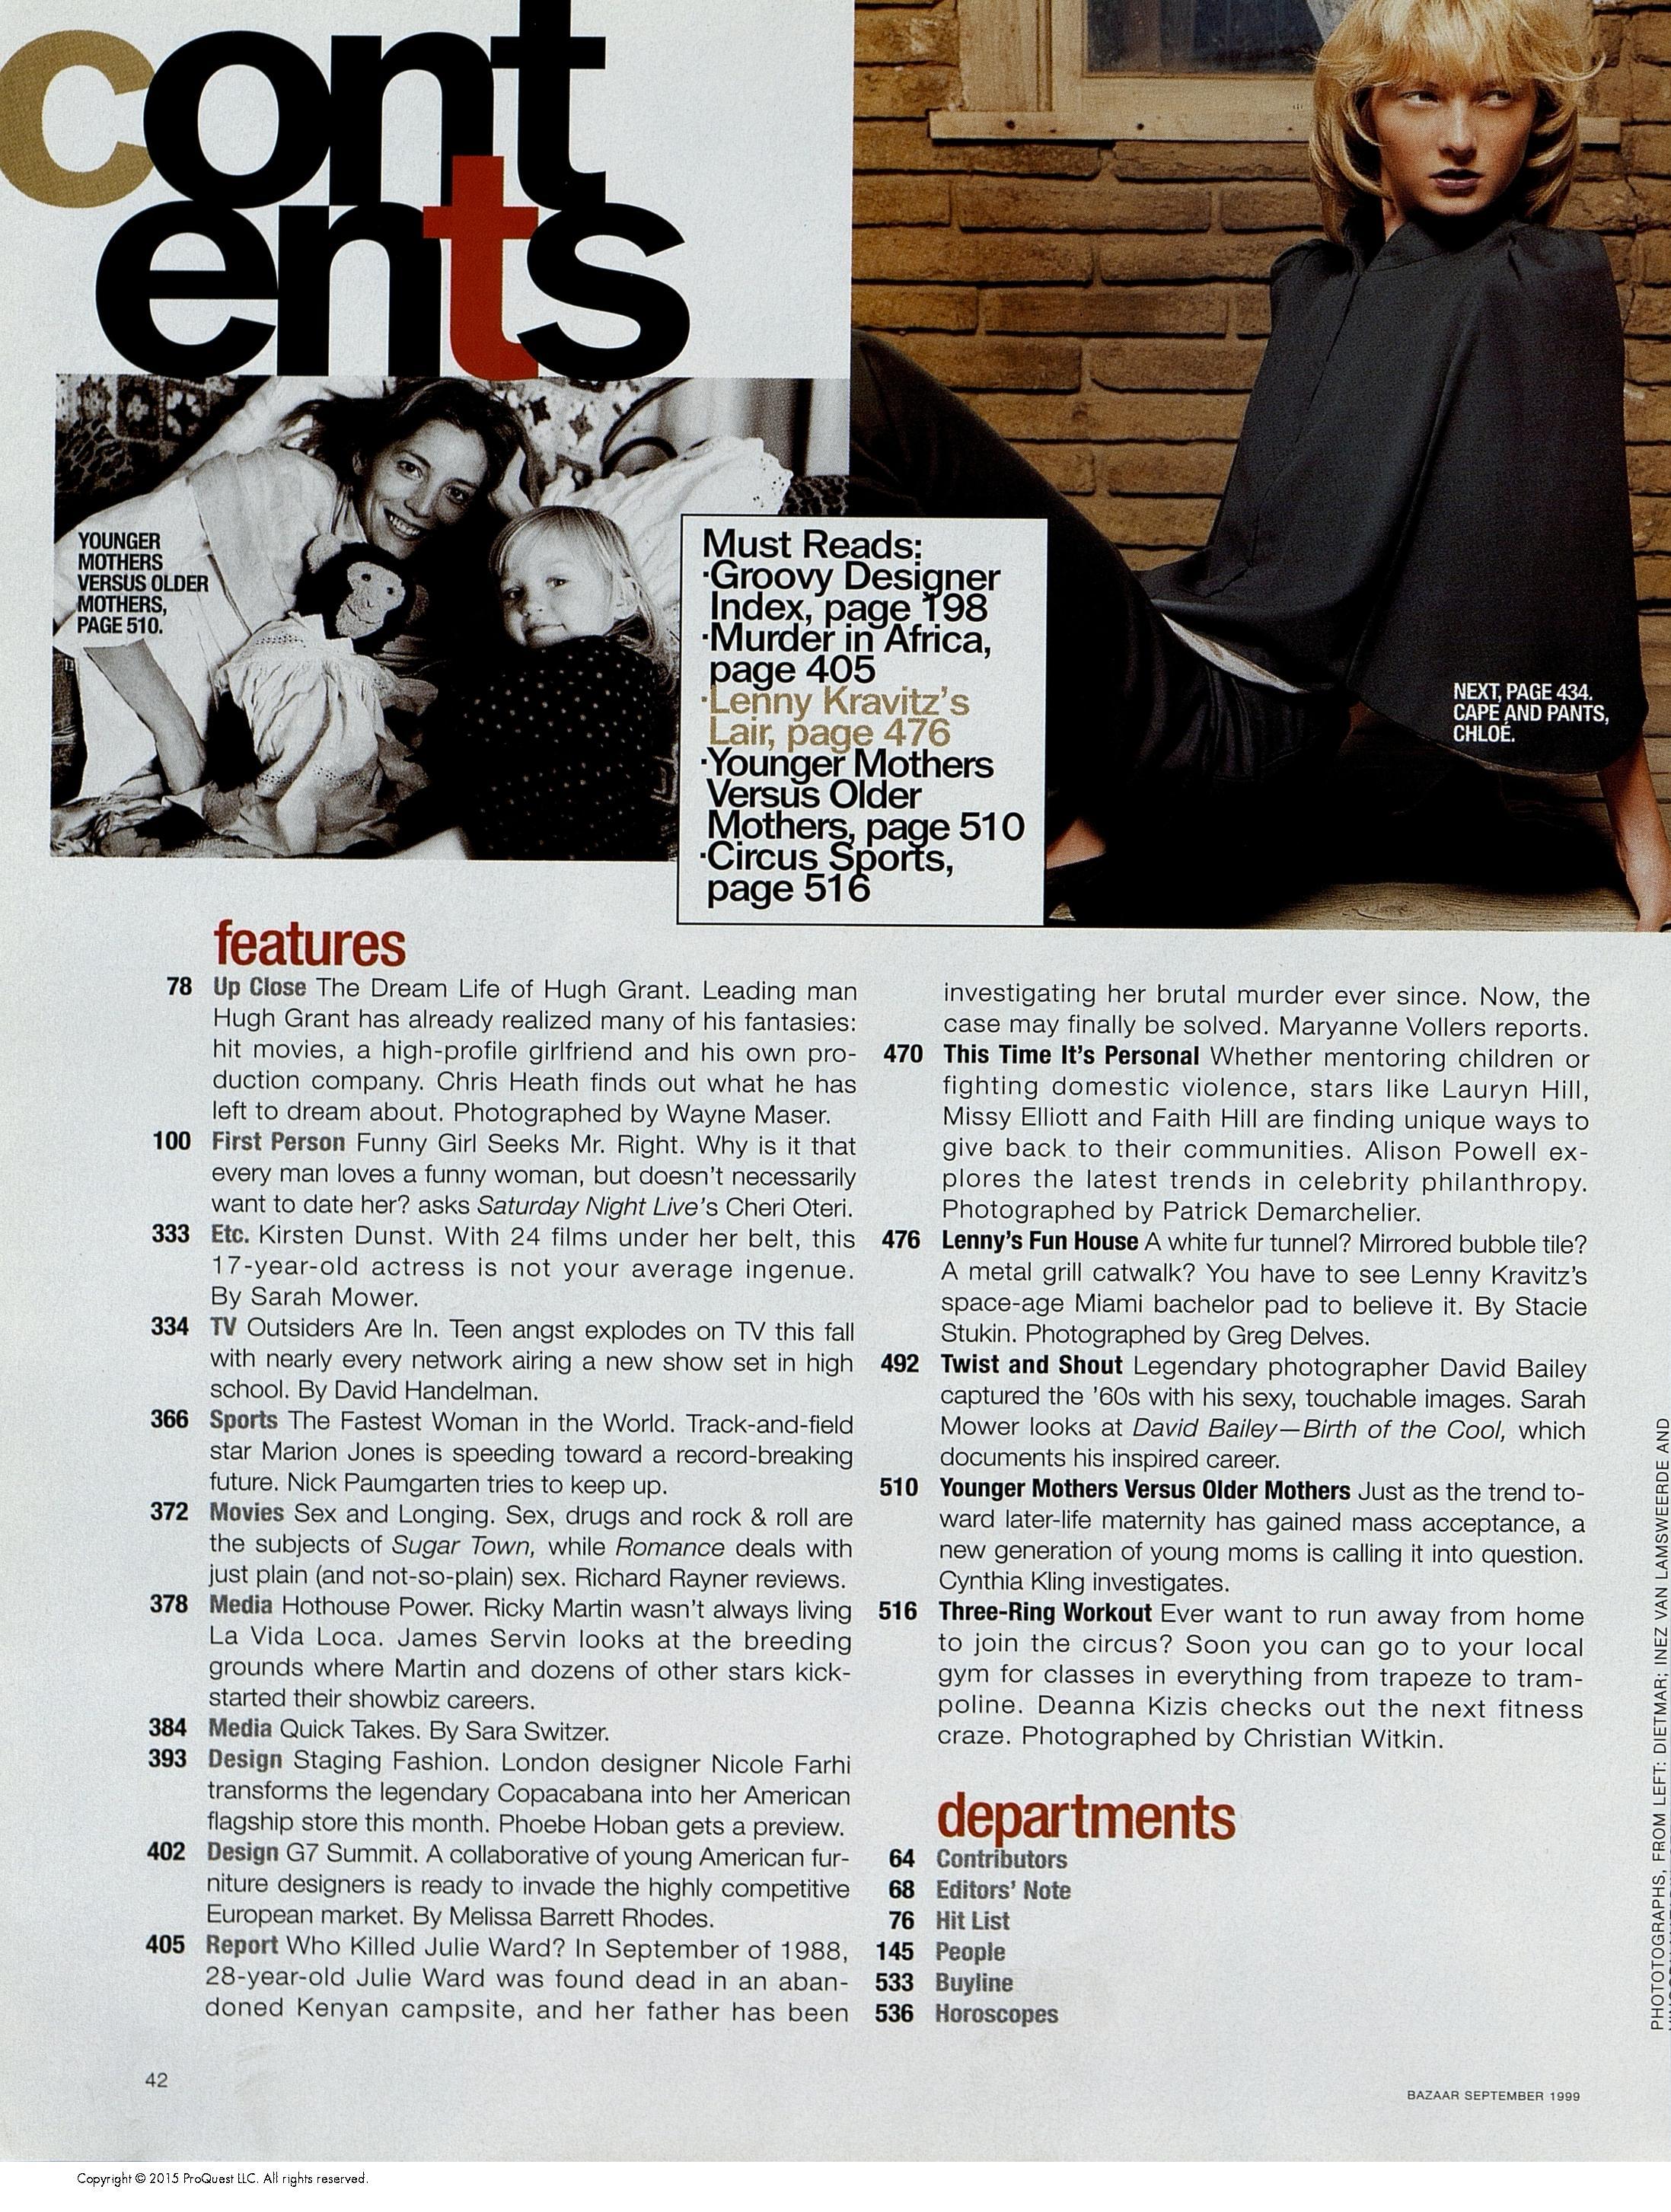 cont
ents
YOUNGER
MOTHERS
VERSUS OLDER
MOTHERS,
PAGE 510.
Must Reads:
·Groovy Designer
Index, page 198
·Murder in Africa,
page 405
·Lenny Kravitz's
Lair, page 476
·Younger Mothers
Versus Older
Mothers, page 510
·Circus Sports,
page 516
NEXT, PAGE 434.
CAPE AND PANTS,
CHLOÉ.
features
78 Up Close The Dream Life of Hugh Grant. Leading man
Hugh Grant has already realized many of his fantasies:
hit movies, a high-profile girlfriend and his own pro-
duction company. Chris Heath finds out what he has
left to dream about. Photographed by Wayne Maser.
100 First Person Funny Girl Seeks Mr. Right. Why is it that
every man loves a funny woman, but doesn't necessarily
want to date her? asks Saturday Night Live's Cheri Oteri.
333 Etc. Kirsten Dunst. With 24 films under her belt, this
17-year-old actress is not your average ingenue.
By Sarah Mower.
334 TV Outsiders Are In. Teen angst explodes on TV this fall
with nearly every network airing a new show set in high
school. By David Handelman.
366 Sports The Fastest Woman in the World. Track-and-field
star Marion Jones is speeding toward a record-breaking
future. Nick Paumgarten tries to keep up.
372 Movies Sex and Longing. Sex, drugs and rock & roll are
the subjects of Sugar Town, while Romance deals with
just plain (and not-so-plain) sex. Richard Rayner reviews.
378 Media Hothouse Power. Ricky Martin wasn't always living
La Vida Loca. James Servin looks at the breeding
grounds where Martin and dozens of other stars kick-
started their showbiz careers.
384 Media Quick Takes. By Sara Switzer.
393 Design Staging Fashion. London designer Nicole Farhi
transforms the legendary Copacabana into her American
flagship store this month. Phoebe Hoban gets a preview.
402 Design G7 Summit. A collaborative of young American fur-
niture designers is ready to invade the highly competitive
European market. By Melissa Barrett Rhodes.
405 Report Who Killed Julie Ward? In September of 1988,
28-year-old Julie Ward was found dead in an aban-
doned Kenyan campsite, and her father has been
investigating her brutal murder ever since. Now, the
case may finally be solved. Maryanne Vollers reports.
470 This Time It's Personal Whether mentoring children or
fighting domestic violence, stars like Lauryn Hill,
Missy Elliott and Faith Hill are finding unique ways to
give back to their communities. Alison Powell ex-
plores the latest trends in celebrity philanthropy.
Photographed by Patrick Demarchelier.
476 Lenny's Fun House A white fur tunnel? Mirrored bubble tile?
A metal grill catwalk? You have to see Lenny Kravitz's
space-age Miami bachelor pad to believe it. By Stacie
Stukin. Photographed by Greg Delves.
492 Twist and Shout Legendary photographer David Bailey
captured the '60s with his sexy, touchable images. Sarah
Mower looks at David Bailey—Birth of the Cool, which
documents his inspired career.
510 Younger Mothers Versus Older Mothers Just as the trend to-
ward later-life maternity has gained mass acceptance, a
new generation of young moms is calling it into question.
Cynthia Kling investigates.
516 Three-Ring Workout Ever want to run away from home
to join the circus? Soon you can go to your local
gym for classes in everything from trapeze to tram-
poline. Deanna Kizis checks out the next fitness
craze. Photographed by Christian Witkin.
departments
64 Contributors
68 Editors' Note
76 Hit List
145 People
533 Buyline
536 Horoscopes
PHOTOTOGRAPHS, FROM LEFT: DIETMAR; INEZ VAN LAMSWEERDE AND
42
BAZAAR SEPTEMBER 1999
Copyright © 2015 ProQuest LLC. All rights reserved.